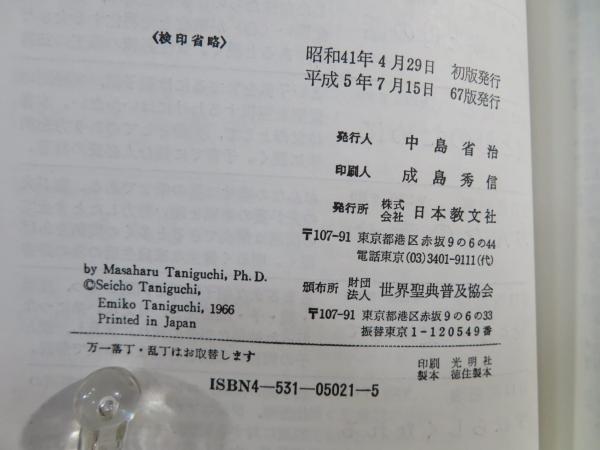 〈検印省略〉
昭和41年4月29日 初版発行
平成5年7月15日 67版発行
発行人 中島省治
印刷人 成島秀信
発行所 株式会社 日本教文社
〒107-91 東京都港区赤坂9の6の44
電話東京(03)3401-9111(代)
by Masaharu Taniguchi, Ph. D.
©Seicho Taniguchi,
Emiko Taniguchi, 1966
Printed in Japan
頒布所 財団法人 世界聖典普及協会
〒107-91 東京都港区赤坂9の6の33
振替東京1-120549番
万一落丁・乱丁はお取替します
印刷 光明社
製本 徳住製本
ISBN4-531-05021-5